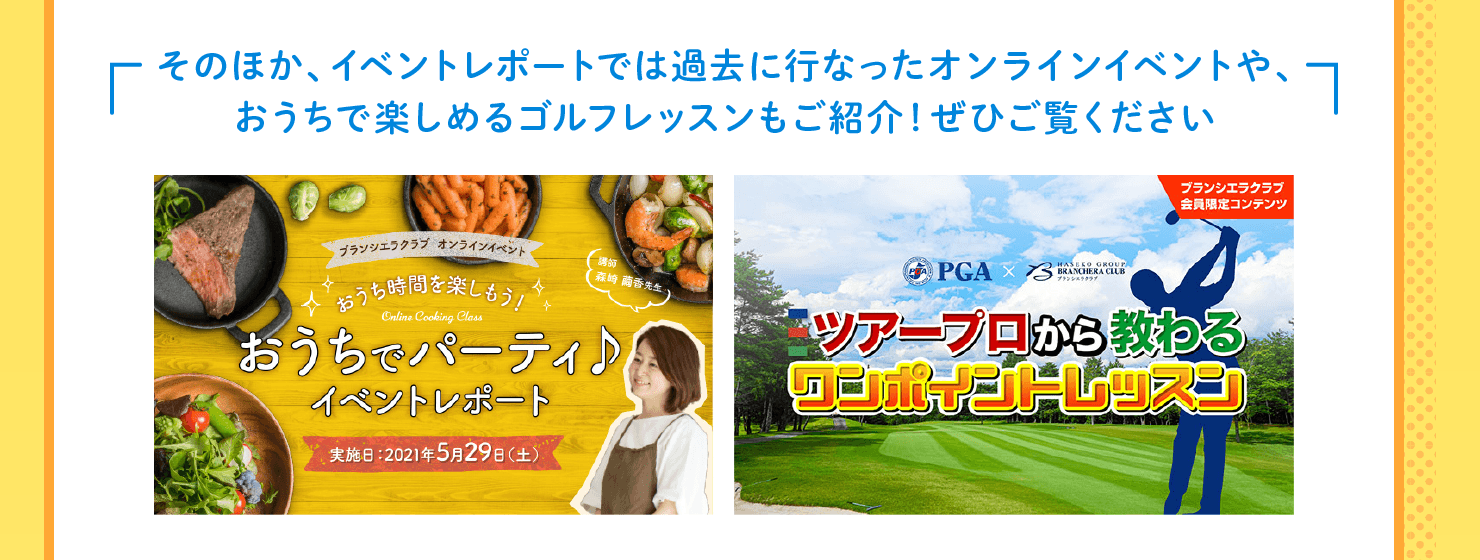 そのほか、イベントレポートでは過去に行なったオンラインイベントや、
おうちで楽しめるゴルフレッスンもご紹介！ぜひご覧ください
ブランシエラクラブ オンラインイベント
おうち時間を楽しもう！
Online Cooking Class
おうちでパーティ♪
イベントレポート
実施日：2021年5月29日（土）
講師
森崎 繭香先生
ブランシエラクラブ
会員限定コンテンツ
PGA × HASEKO GROUP
BRANCHERA CLUB
ブランシエラクラブ
ツアープロから教わる
ワンポイントレッスン